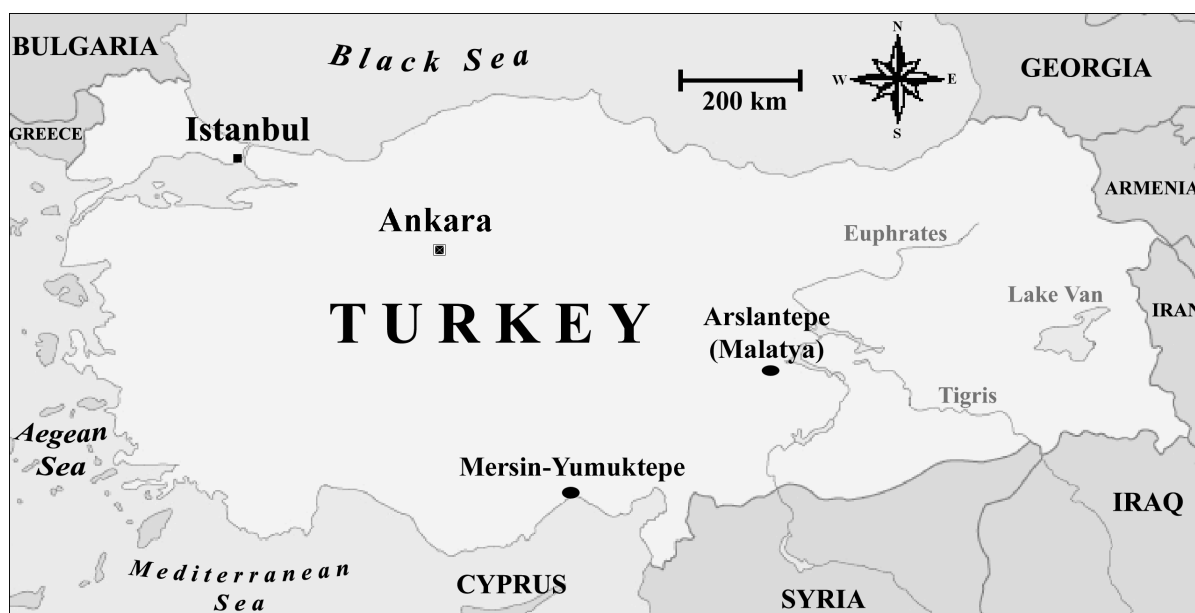 BULGARIA
Black Sea
200 km
N
W
E
S
GEORGIA
GREECE
Istanbul
ARMENIA
Ankara
Euphrates
TURKEY
Lake Van
IRAN
Arslantepe
(Malatya)
Tigris
Aegean
Sea
Mersin-Yumuktepe
IRAQ
Mediterranean
Sea
CYPRUS
SYRIA